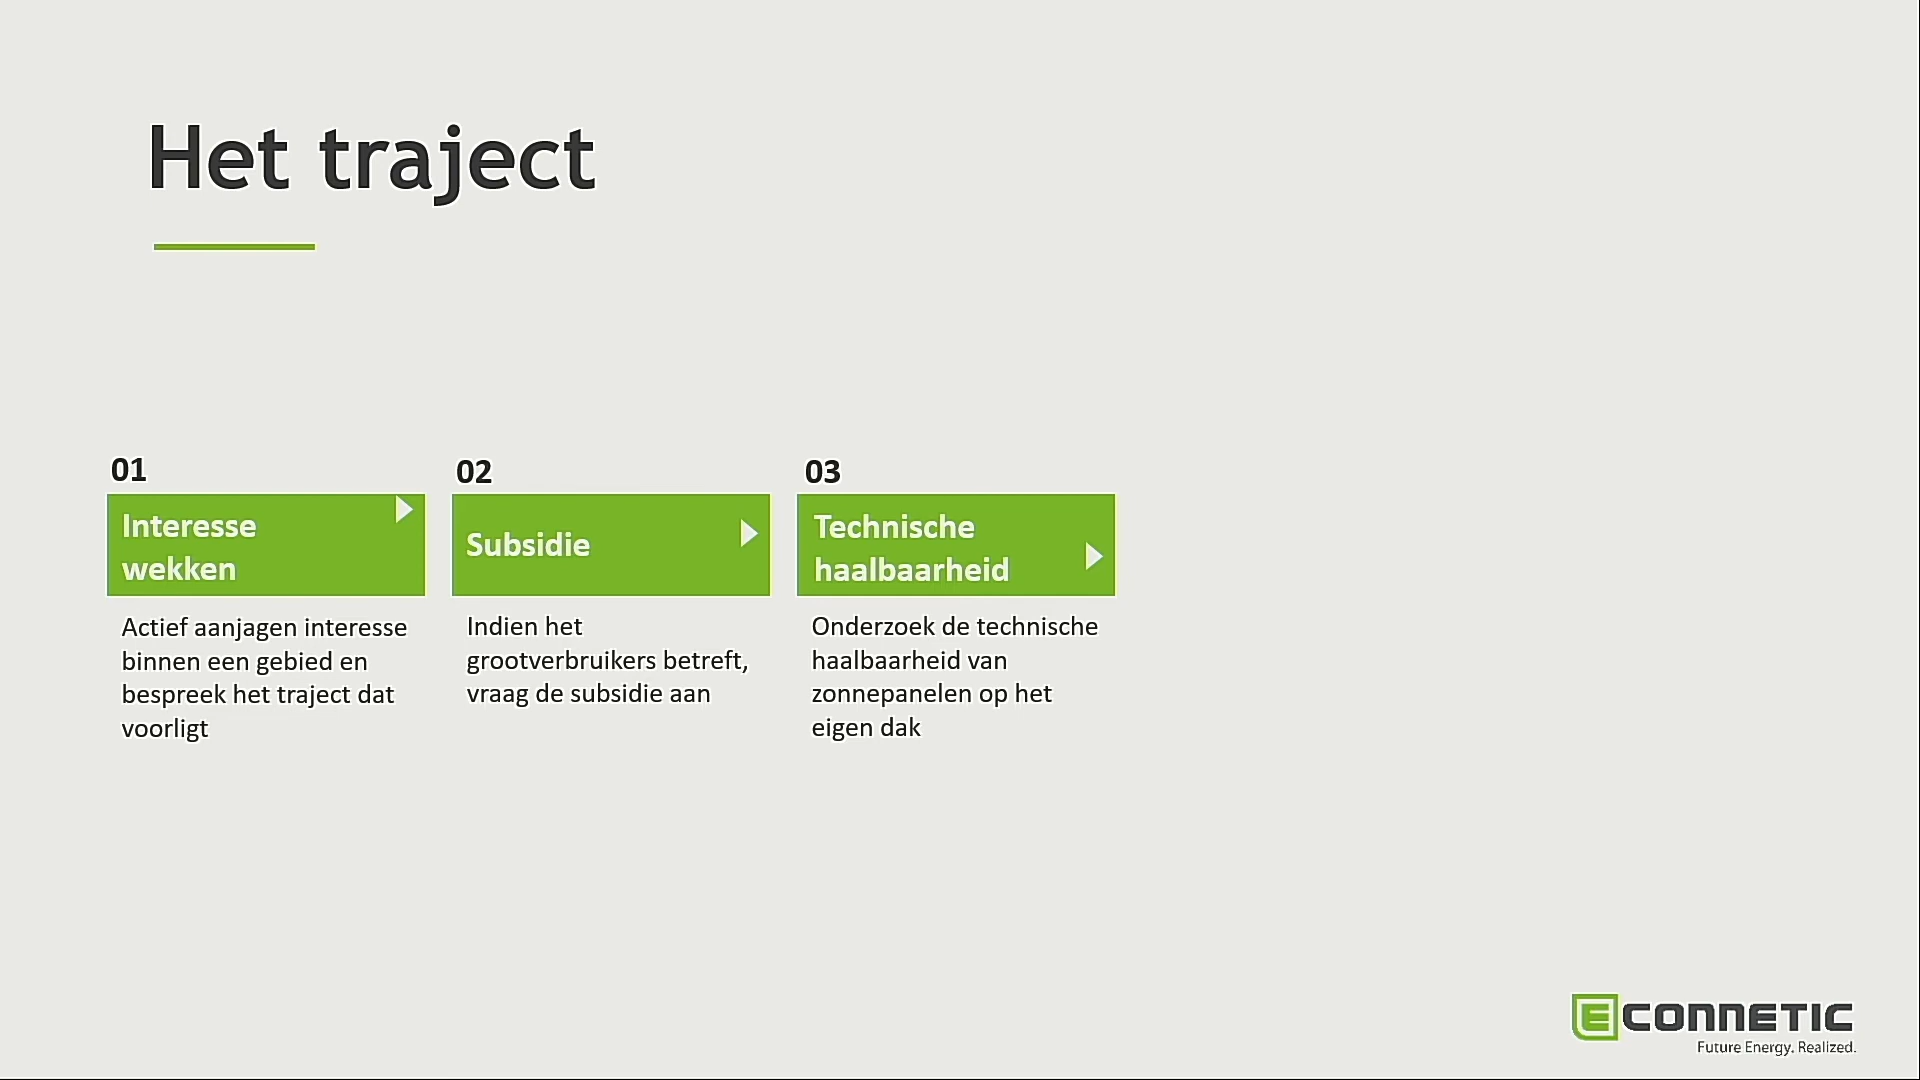 Het traject
01
Interesse
wekken
Actief aanjagen interesse
binnen een gebied en
bespreek het traject dat
voorligt
02
Subsidie
Indien het
grootverbruikers betreft,
vraag de subsidie aan
03
Technische
haalbaarheid
Onderzoek de technische
haalbaarheid van
zonnepanelen op het
eigen dak
ECONNETIC
Future Energy. Realized.